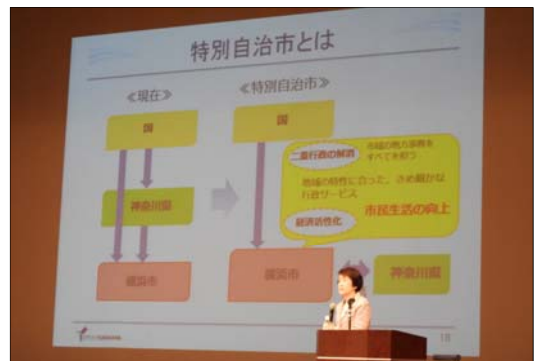 特別自治市とは
≪現在≫
≪特別自治市≫
国
国
二重行政の解消
市域の地方事務を
すべて担う
地域の特性に合った、きめ細かな
行政サービス
市民生活の向上
経済活性化
神奈川県
横浜市
横浜市
神奈川県
18